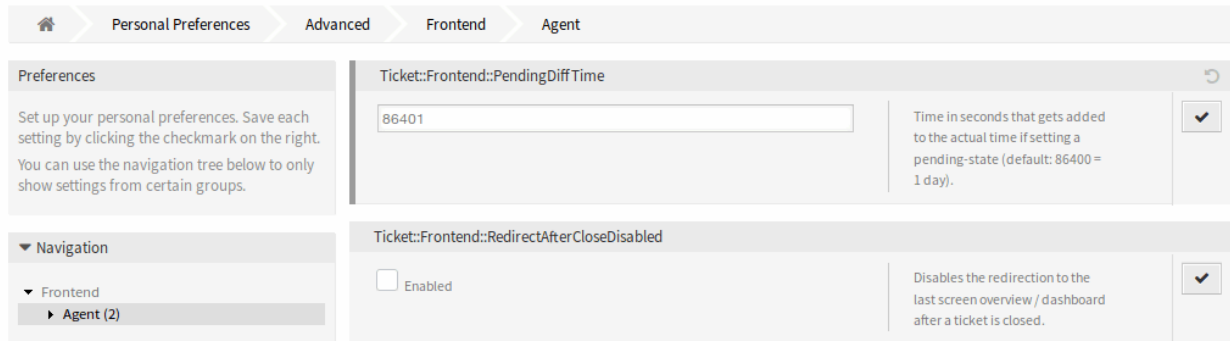 Personal Preferences Advanced Frontend Agent
Preferences
Set up your personal preferences. Save each
setting by clicking the checkmark on the right.
You can use the navigation tree below to only
show settings from certain groups.
Navigation
Frontend
Agent (2)
Ticket::Frontend::PendingDiffTime
86401
Time in seconds that gets added
to the actual time if setting a
pending-state (default: 86400 =
1 day).
Ticket::Frontend::RedirectAfterCloseDisabled
Enabled
Disables the redirection to the
last screen overview / dashboard
after a ticket is closed.